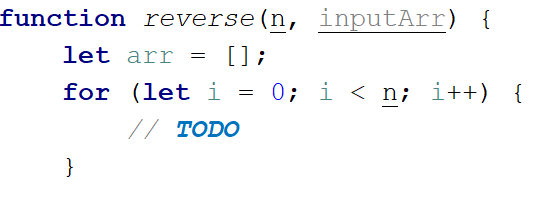 function reverse(n, inputArr) {
    let arr = [];
    for (let i = 0; i < n; i++) {
        // TODO
    }